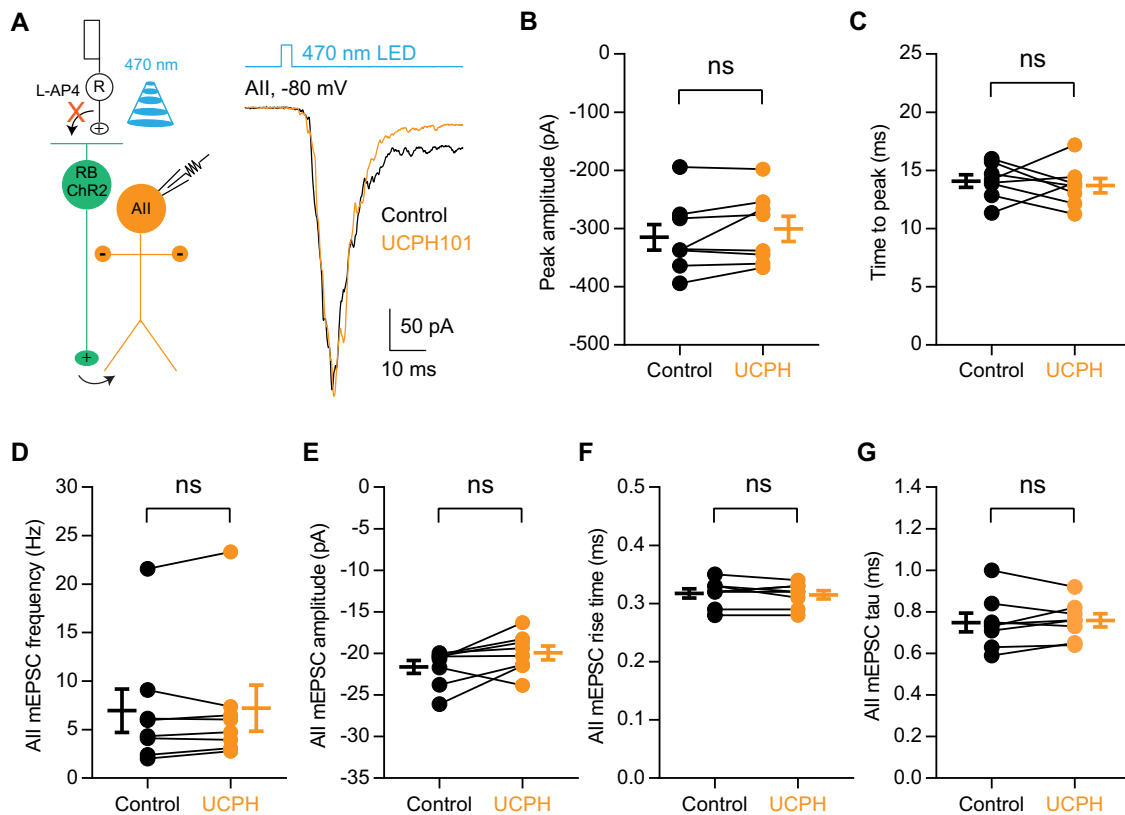 A
L-AP4
X
R
+
470 nm
RB
ChR2
AII
-
-
+
470 nm LED
AII, -80 mV
Control
UCPH101
50 pA
10 ms
B
ns
0
-100
-200
-300
-400
-500
Peak amplitude (pA)
Control
UCPH
C
ns
25
20
15
10
5
0
Time to peak (ms)
Control
UCPH
D
ns
30
25
20
15
10
5
0
AII mEPSC frequency (Hz)
Control
UCPH
E
ns
0
-5
-10
-15
-20
-25
-30
-35
AII mEPSC amplitude (pA)
Control
UCPH
F
ns
0.5
0.4
0.3
0.2
0.1
0.0
AII mEPSC rise time (ms)
Control
UCPH
G
ns
1.4
1.2
1.0
0.8
0.6
0.4
0.2
0.0
AII mEPSC tau (ms)
Control
UCPH